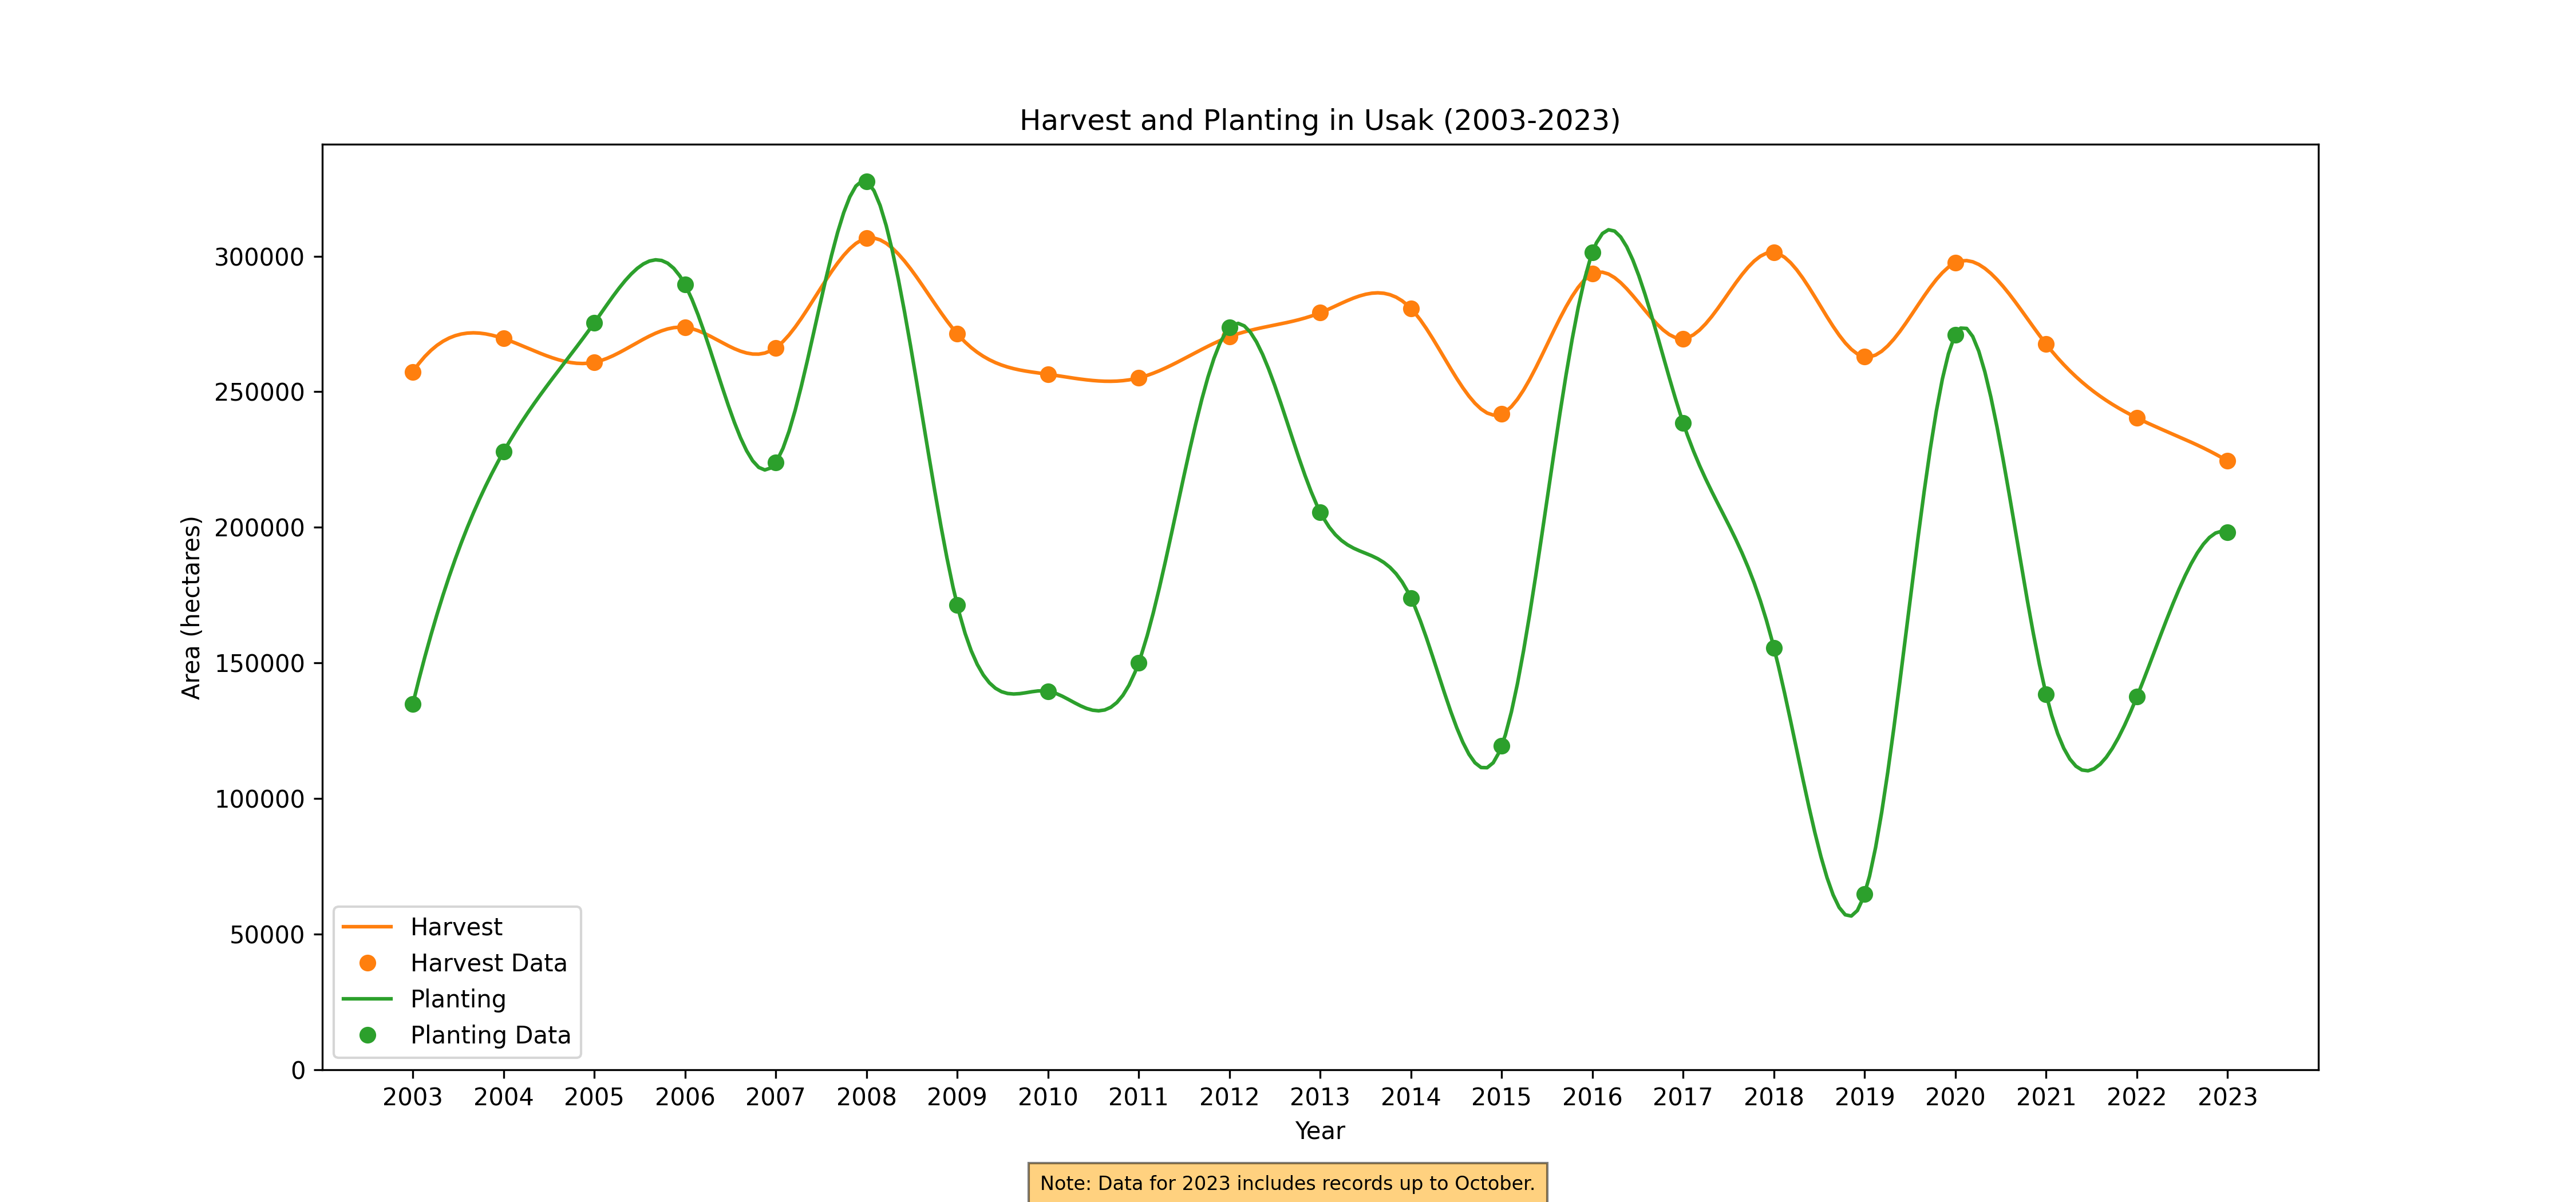 Harvest and Planting in Usak (2003-2023)
Area (hectares)
300000
250000
200000
150000
100000
50000
0
Harvest
Harvest Data
Planting
Planting Data
2003 2004 2005 2006 2007 2008 2009 2010 2011 2012 2013 2014 2015 2016 2017 2018 2019 2020 2021 2022 2023
Year
Note: Data for 2023 includes records up to October.